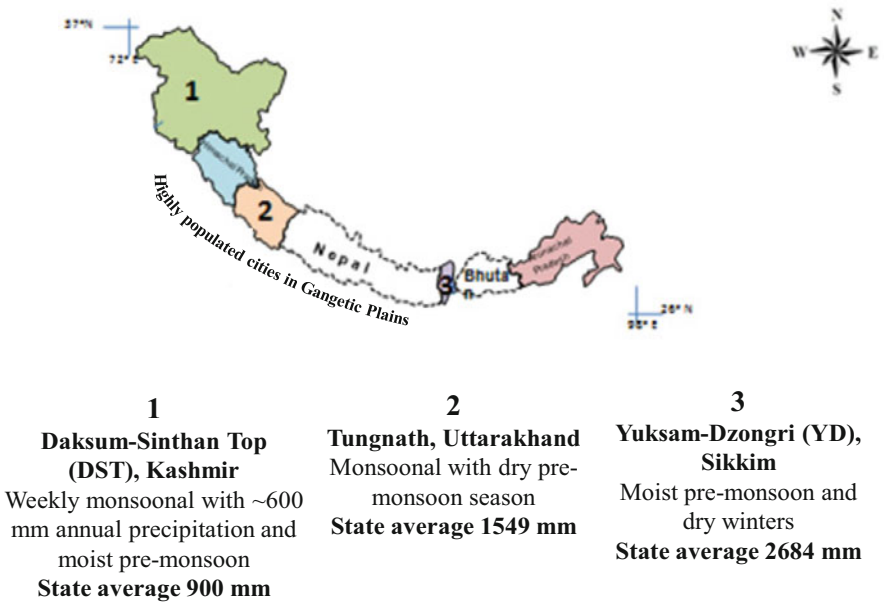 N
W E
S
37°N
72° E
1
2
Highly populated cities in Gangetic Plains
Nepal
3
Bhuta
n
Pradesh
26° N
1
Daksum-Sinthan Top
(DST), Kashmir
Weekly monsoonal with ~600
mm annual precipitation and
moist pre-monsoon
State average 900 mm
2
Tungnath, Uttarakhand
Monsoonal with dry pre-
monsoon season
State average 1549 mm
3
Yuksam-Dzongri (YD),
Sikkim
Moist pre-monsoon and
dry winters
State average 2684 mm